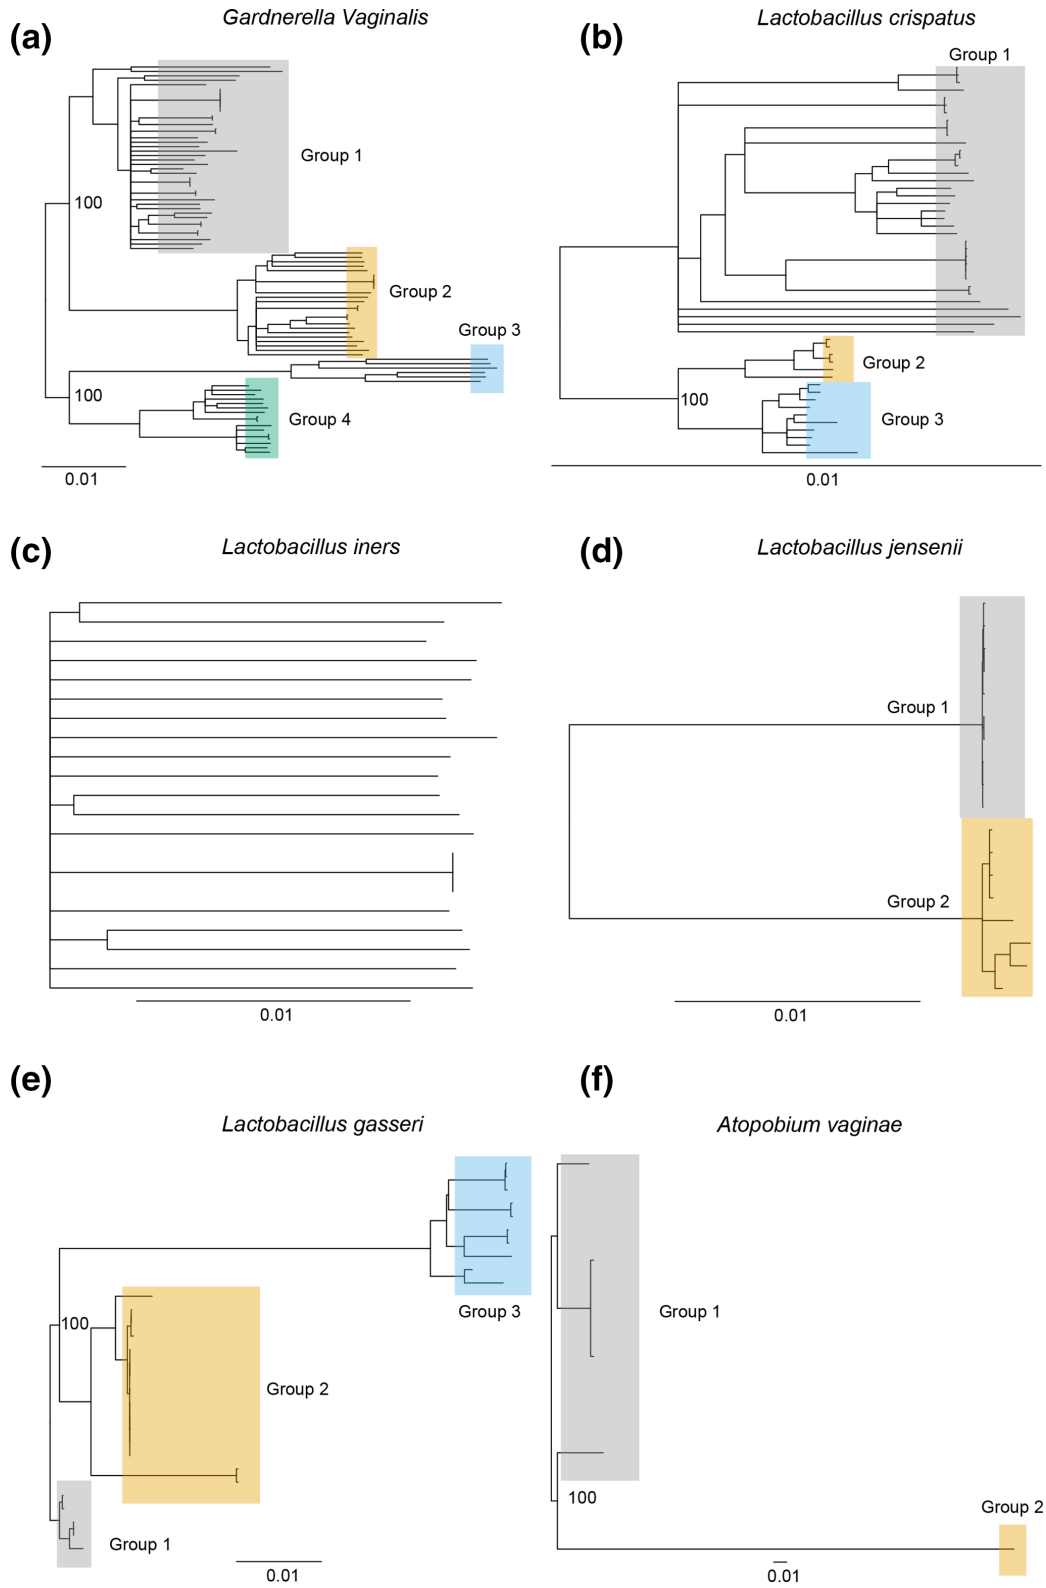 (a)
Gardnerella Vaginalis
Group 1
100
Group 2
Group 3
100
Group 4
0.01
(b)
Lactobacillus crispatus
Group 1
Group 2
100
Group 3
0.01
(c)
Lactobacillus iners
0.01
(d)
Lactobacillus jensenii
Group 1
Group 2
0.01
(e)
Lactobacillus gasseri
Group 3
100
Group 2
Group 1
0.01
(f)
Atopobium vaginae
Group 1
100
Group 2
0.01